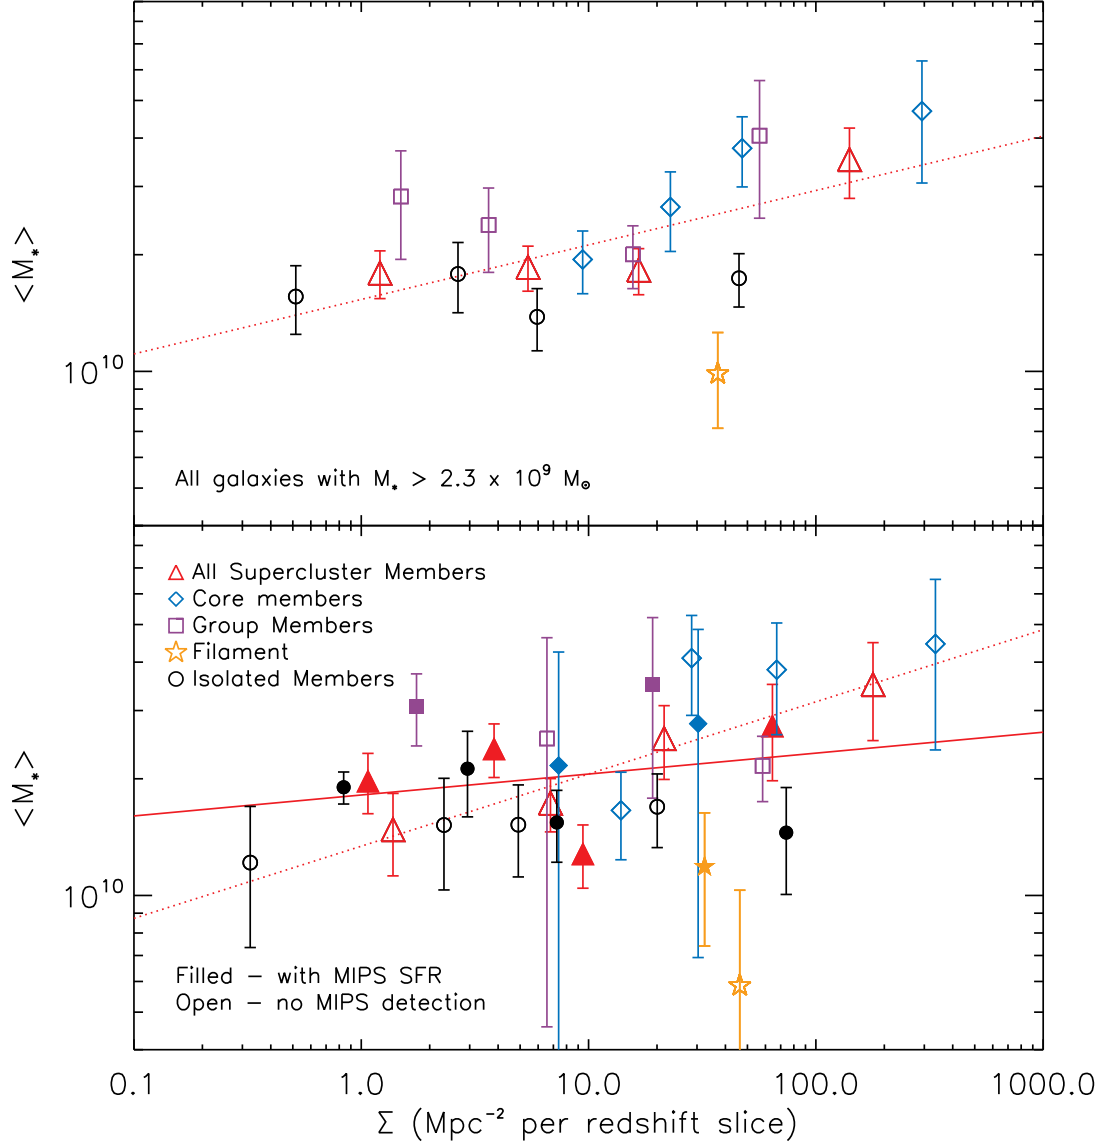 <M*>
10^10
All galaxies with M* > 2.3 x 10^9 M⊙
<M*>
10^10
All Supercluster Members
Core members
Group Members
Filament
Isolated Members
Filled – with MIPS SFR
Open – no MIPS detection
0.1 1.0 10.0 100.0 1000.0
Σ (Mpc^-2 per redshift slice)